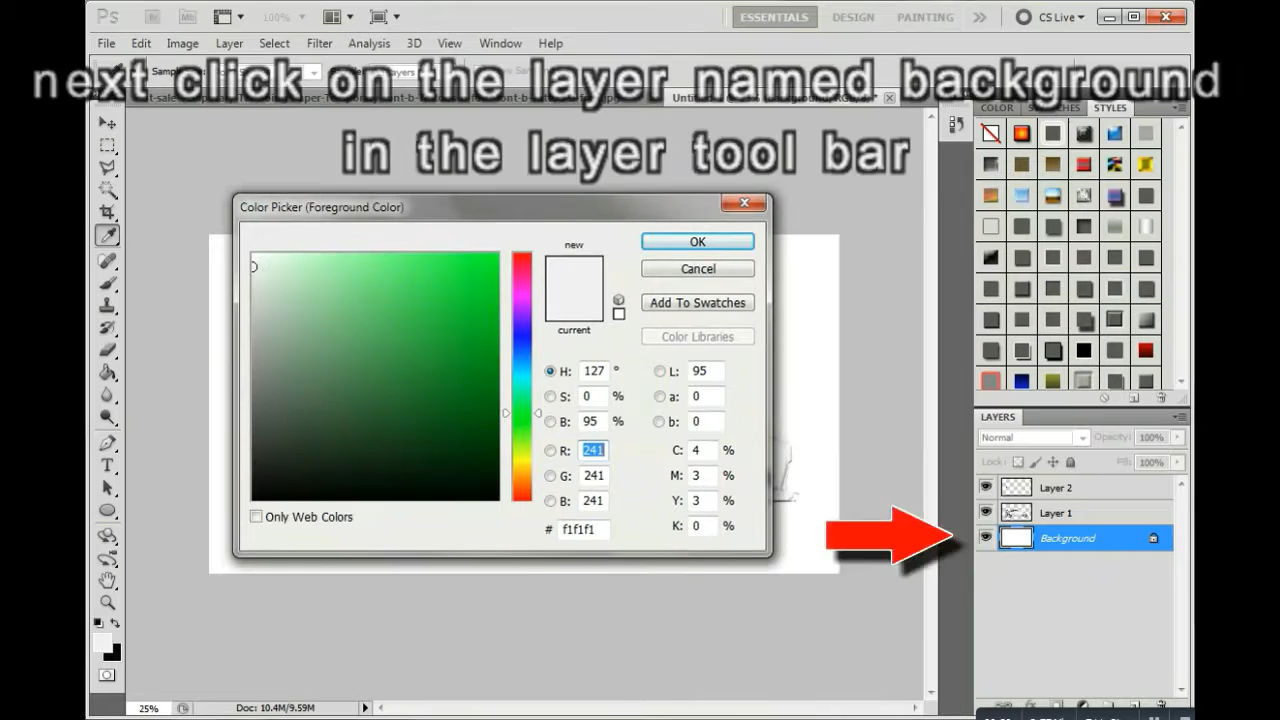 Ps Br Mb 100% ESSENTIALS DESIGN PAINTING CS Live
File Edit Image Layer Select Filter Analysis 3D View Window Help
next click on the layer named background
in the layer tool bar
COLOR SWATCHES STYLES
Color Picker (Foreground Color)
new
OK
Cancel
Add To Swatches
current
Color Libraries
H: 127 ° L: 95
S: 0 % a: 0
B: 95 % b: 0
R: 241 C: 4 %
G: 241 M: 3 %
B: 241 Y: 3 %
# f1f1f1 K: 0 %
Only Web Colors
LAYERS
Normal Opacity: 100%
Lock: Fill: 100%
Layer 2
Layer 1
Background
25% Doc: 10.4M/9.59M